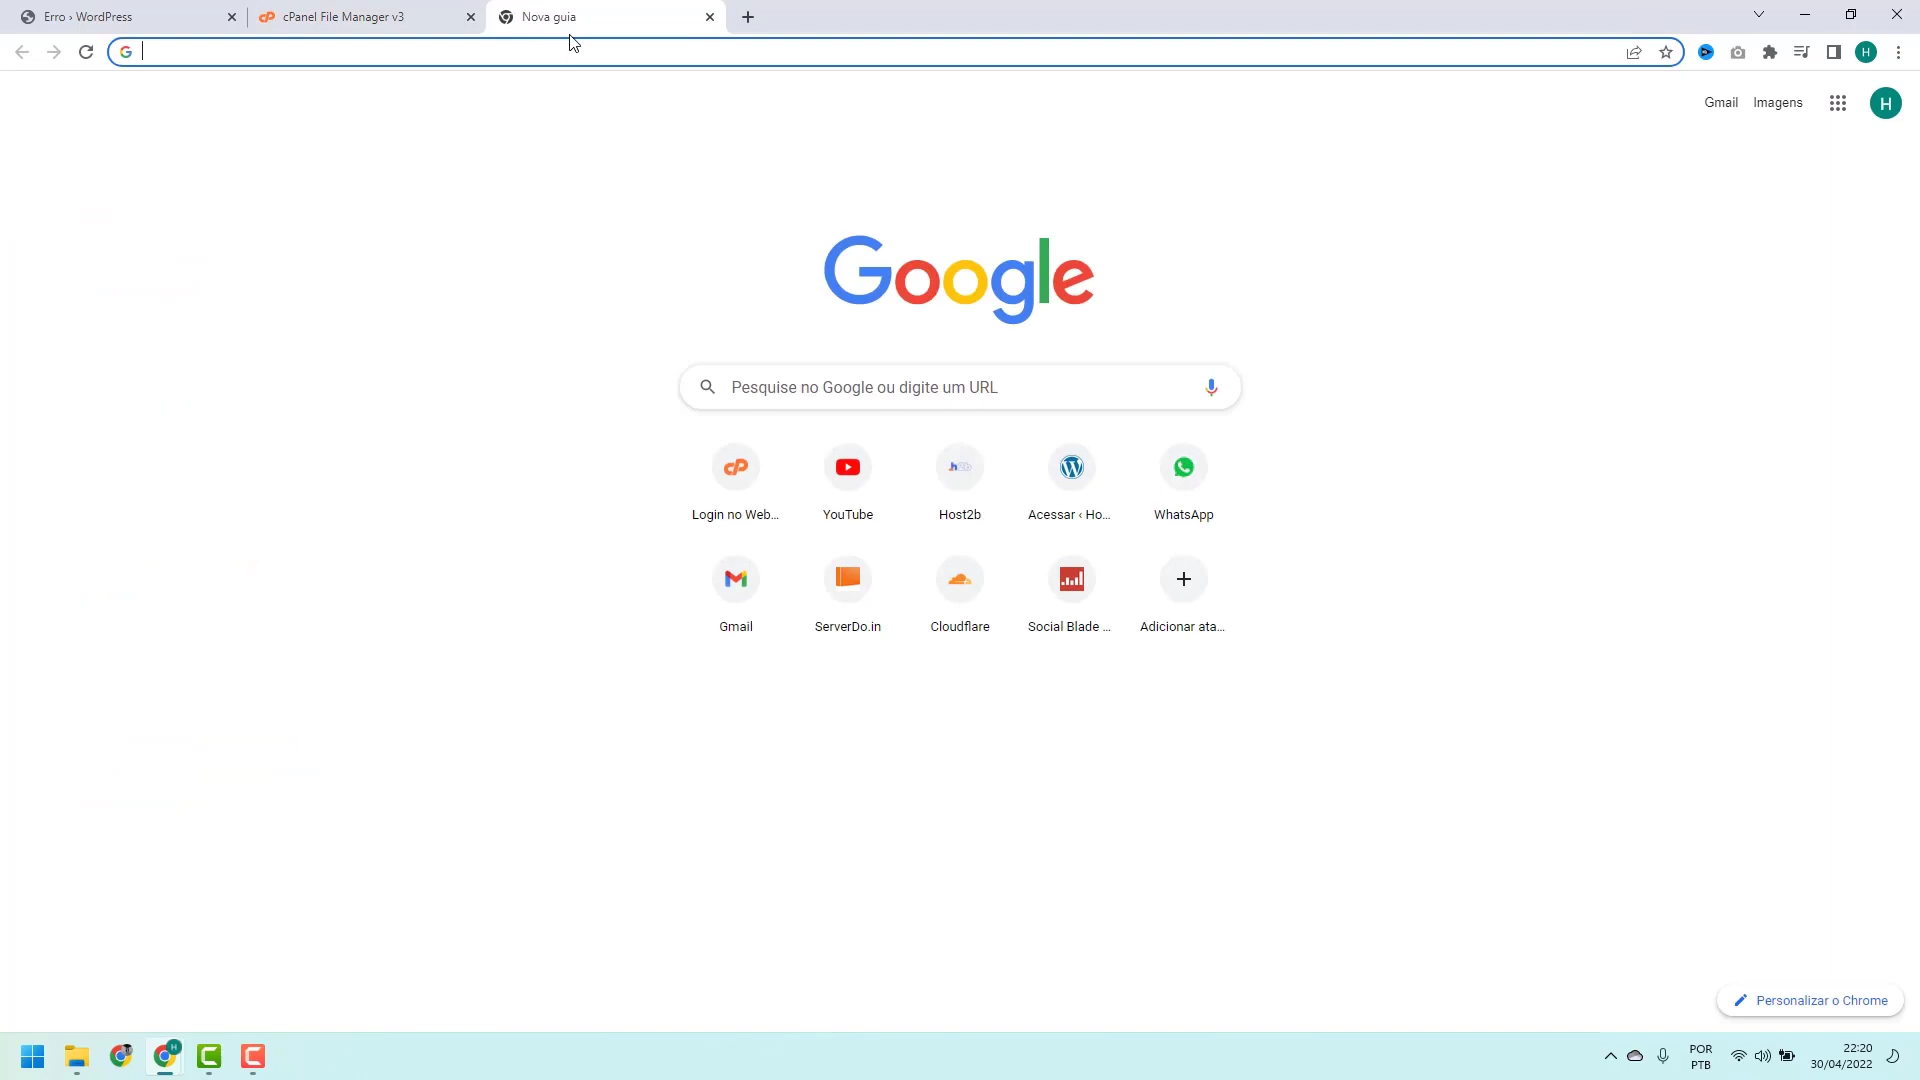 Erro › WordPress
cPanel File Manager v3
Nova guia
H
Gmail
Imagens
H
Google
Pesquise no Google ou digite um URL
Login no Web...
YouTube
Host2b
Acessar ‹ Ho...
WhatsApp
Gmail
ServerDo.in
Cloudflare
Social Blade ...
Adicionar ata...
Personalizar o Chrome
H
POR
PTB
22:20
30/04/2022